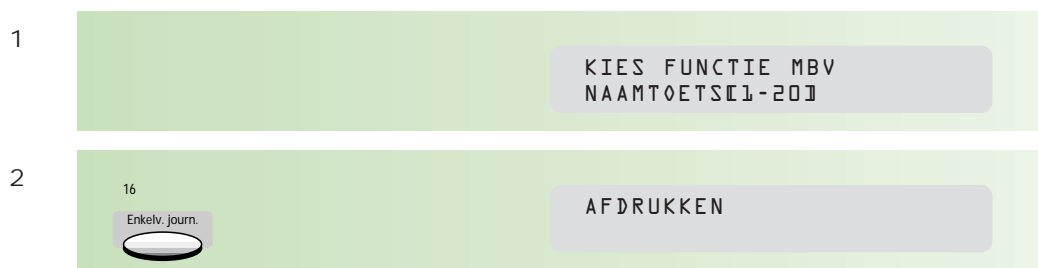 1
KIES FUNCTIE MBV
NAAMTOETS[1-20]
2
16
Enkelv. journ.
AFDRUKKEN